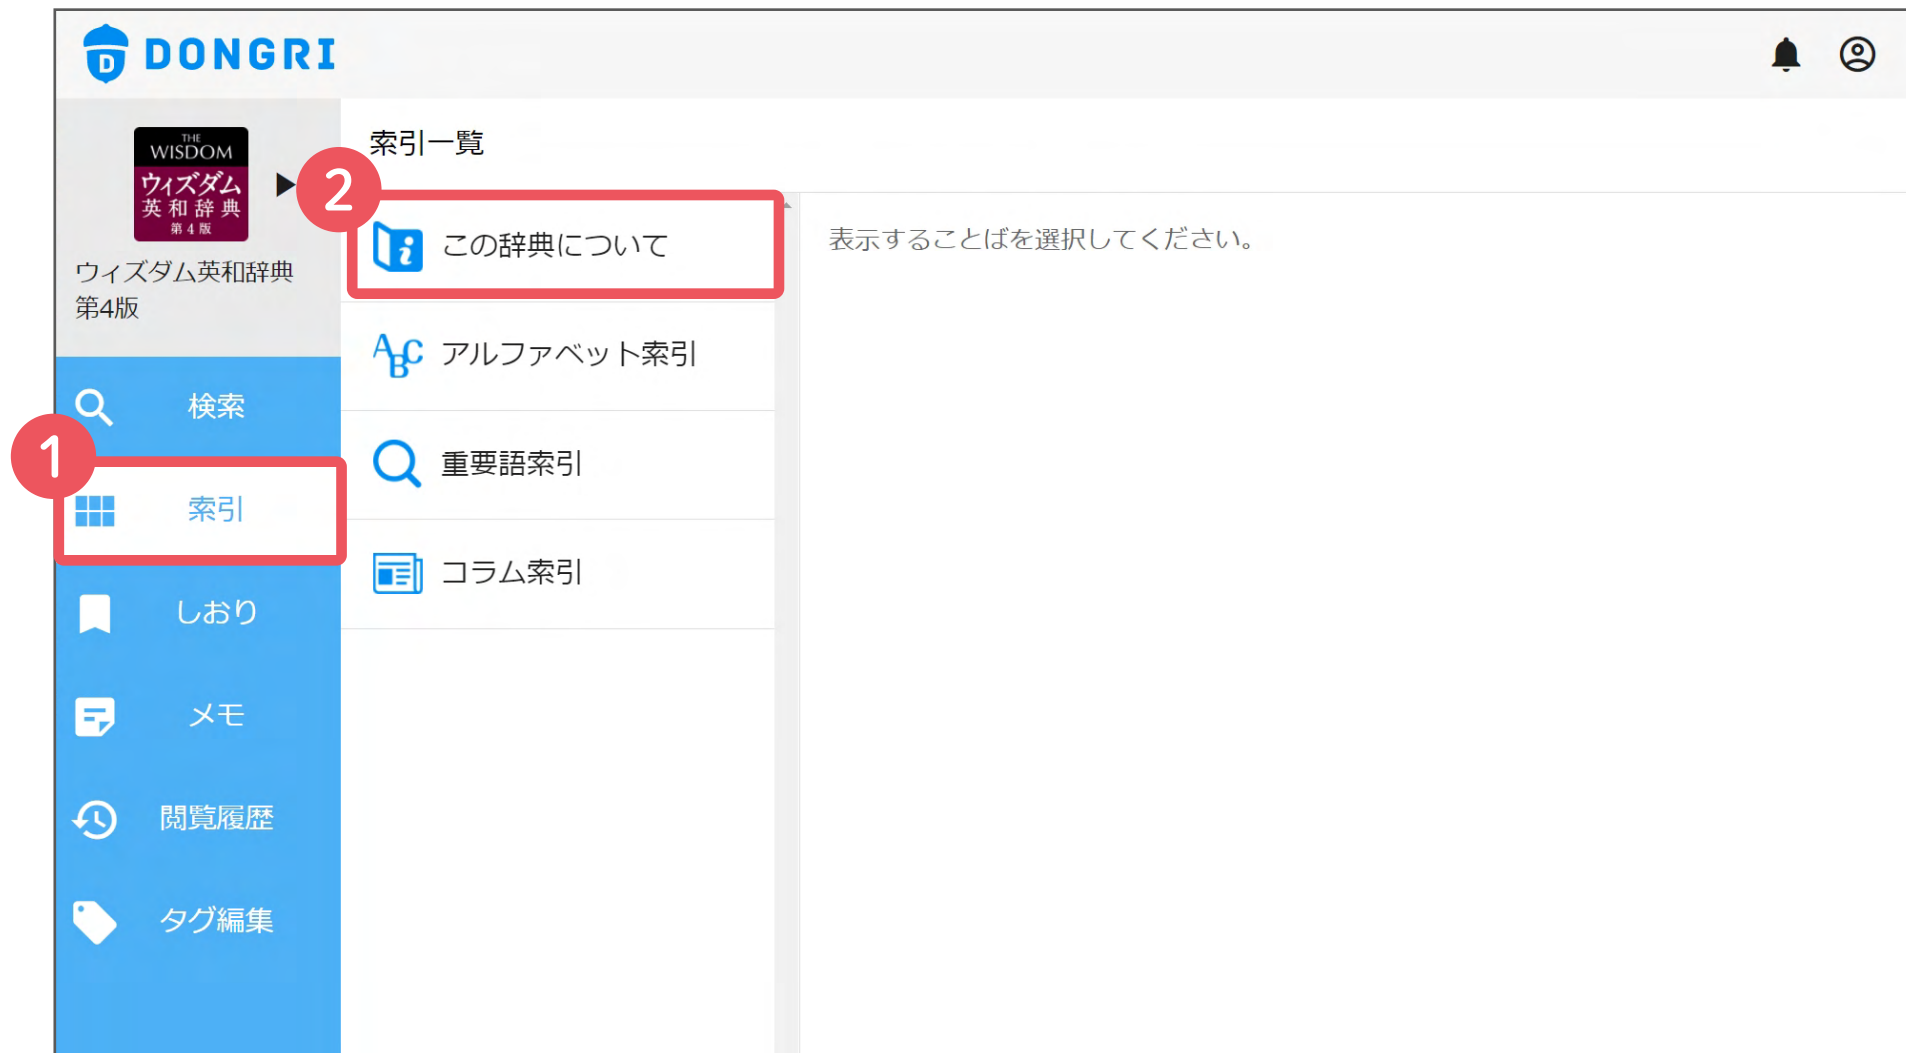 D DONGRI
THE
WISDOM
ウィズダム
英和辞典
第4版
ウィズダム英和辞典
第4版
索引一覧
2
この辞典について
アルファベット索引
重要語索引
コラム索引
表示することばを選択してください。
検索
1
索引
しおり
メモ
閲覧履歴
タグ編集
ABC
i